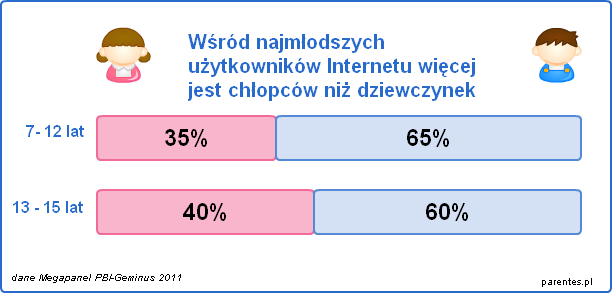 Wśród najmlodszych
użytkowników Internetu więcej
jest chlopców niż dziewczynek
7- 12 lat
35%
65%
13 - 15 lat
40%
60%
dane Megapanel PBI-Geminus 2011
parentes.pl